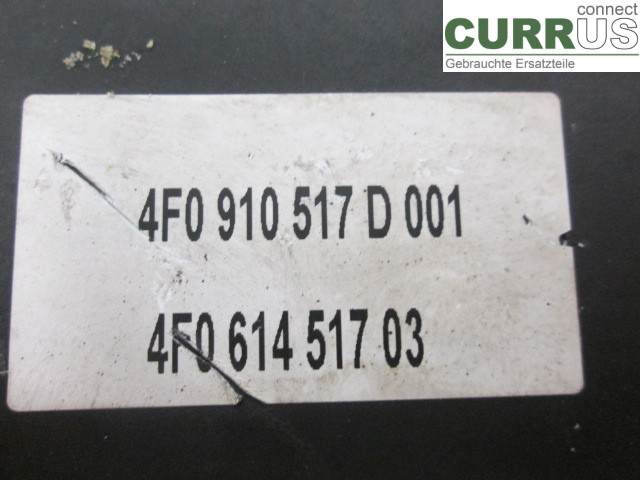 connect
CURRUS
Gebrauchte Ersatzteile
4F0 910 517 D 001
4F0 614 517 03